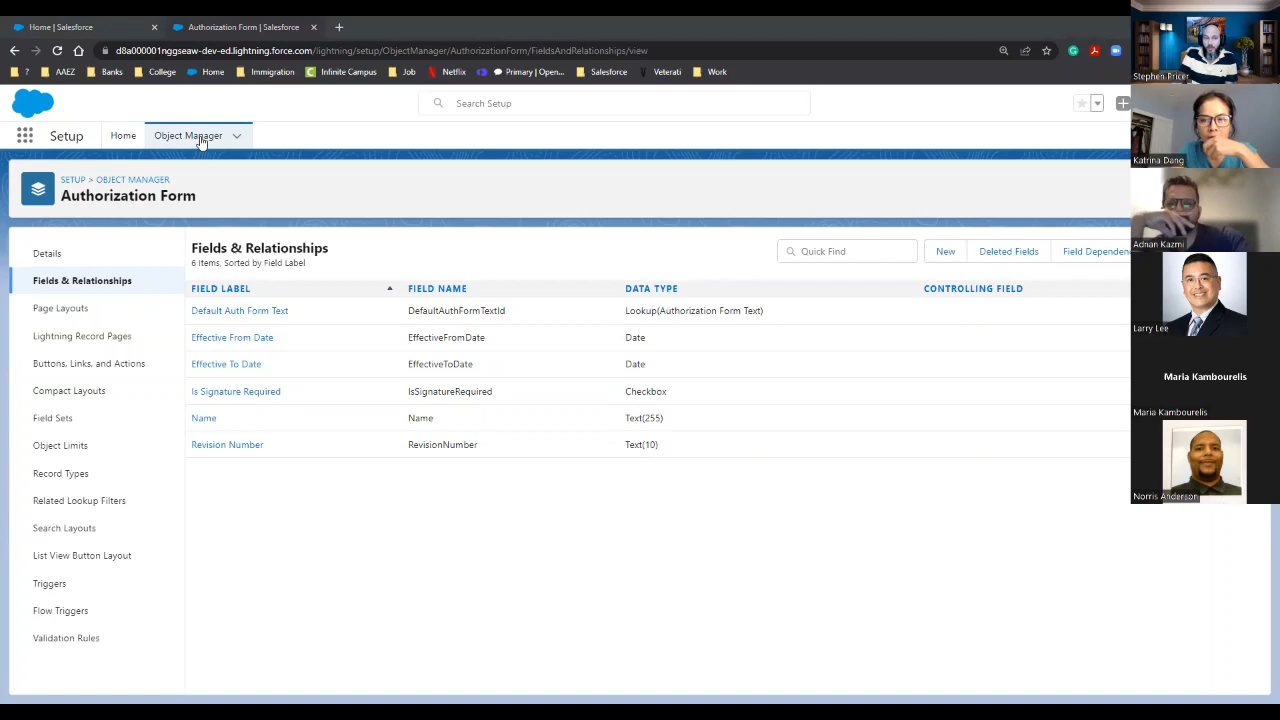 Home | Salesforce
Authorization Form | Salesforce
d8a000001nggseaw-dev-ed.lightning.force.com/lightning/setup/ObjectManager/AuthorizationForm/FieldsAndRelationships/view
? AAEZ Banks College Home Immigration Infinite Campus Job Netflix Primary | Open... Salesforce Veterati Work
Search Setup
Setup Home Object Manager
SETUP > OBJECT MANAGER
Authorization Form
Details
Fields & Relationships
Page Layouts
Lightning Record Pages
Buttons, Links, and Actions
Compact Layouts
Field Sets
Object Limits
Record Types
Related Lookup Filters
Search Layouts
List View Button Layout
Triggers
Flow Triggers
Validation Rules
Fields & Relationships
6 Items, Sorted by Field Label
Quick Find
New
Deleted Fields
Field Dependen
FIELD LABEL FIELD NAME DATA TYPE CONTROLLING FIELD
Default Auth Form Text DefaultAuthFormTextId Lookup(Authorization Form Text)
Effective From Date EffectiveFromDate Date
Effective To Date EffectiveToDate Date
Is Signature Required IsSignatureRequired Checkbox
Name Name Text(255)
Revision Number RevisionNumber Text(10)
Stephen Pricer
Katrina Dang
Adnan Kazmi
Larry Lee
Maria Kambourelis
Maria Kambourelis
Norris Anderson